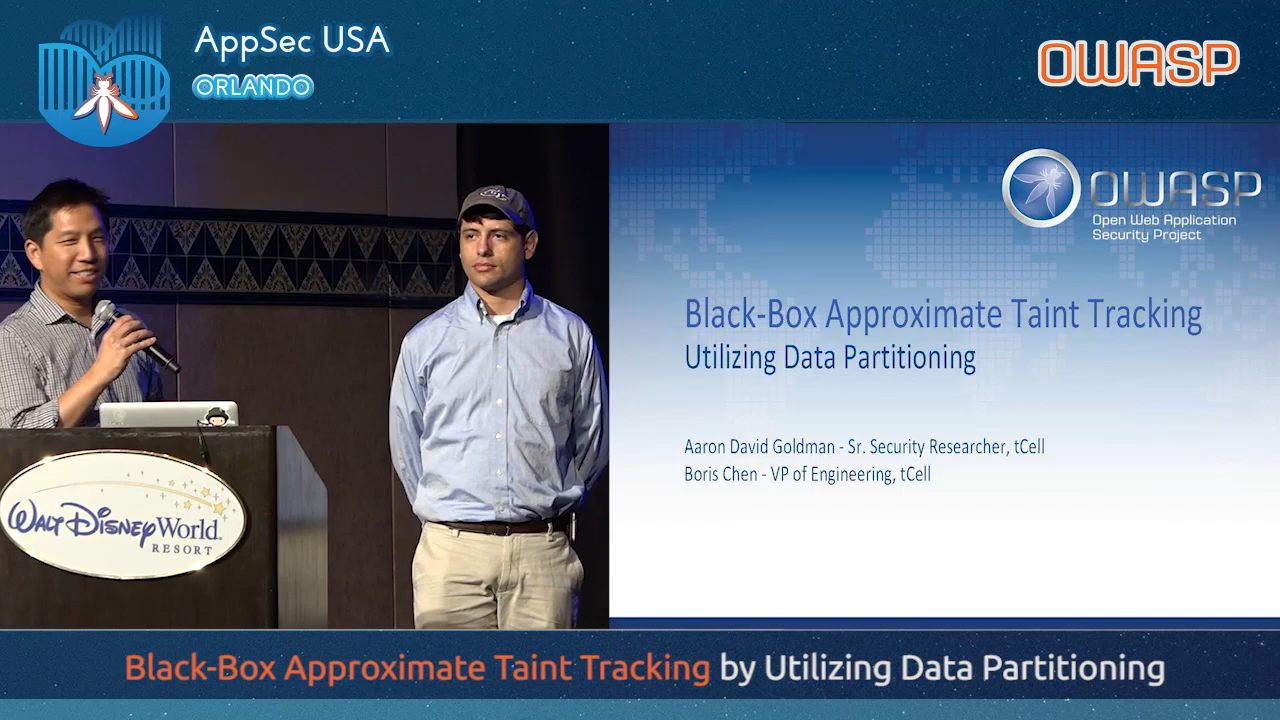 AppSec USA
ORLANDO
OWASP
OWASP
Open Web Application
Security Project
Black-Box Approximate Taint Tracking
Utilizing Data Partitioning
Aaron David Goldman - Sr. Security Researcher, tCell
Boris Chen - VP of Engineering, tCell
Walt Disney World
RESORT
Black-Box Approximate Taint Tracking by Utilizing Data Partitioning